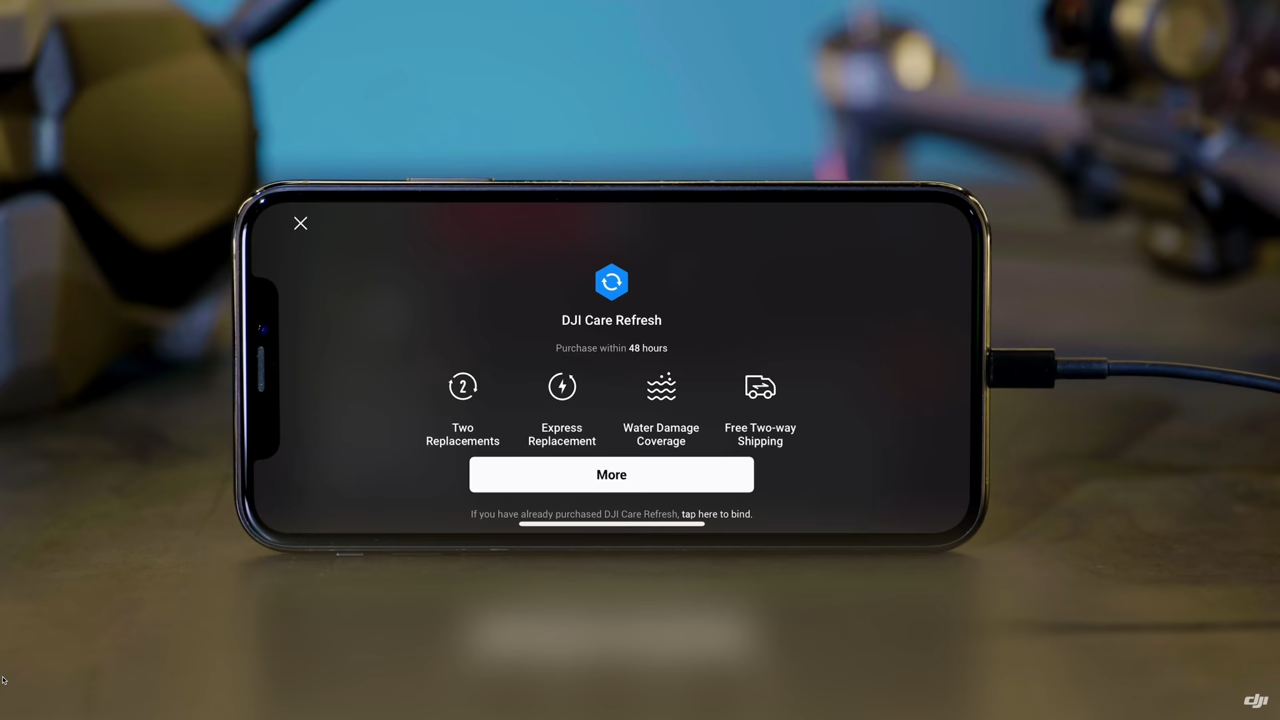 DJI Care Refresh
Purchase within 48 hours
2
Two
Replacements
Express
Replacement
Water Damage
Coverage
Free Two-way
Shipping
More
If you have already purchased DJI Care Refresh, tap here to bind.
dji